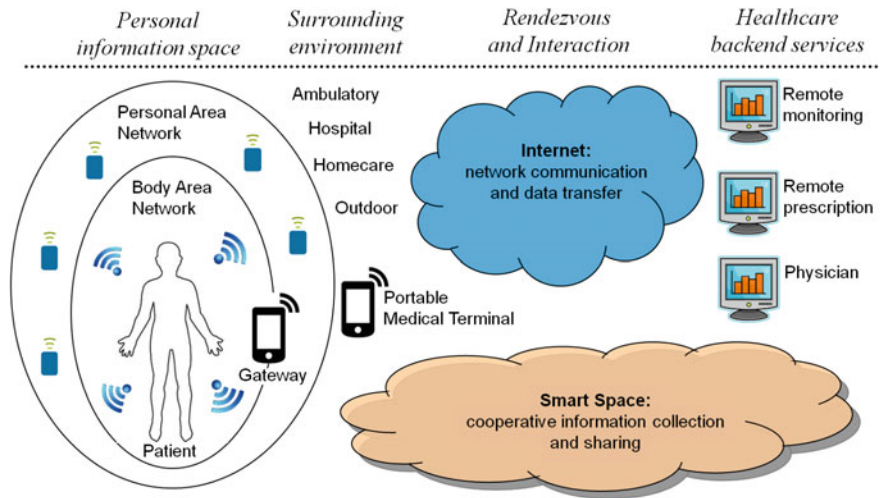 Personal
information space
Surrounding
environment
Rendezvous
and Interaction
Healthcare
backend services
Personal Area
Network
Body Area
Network
Patient
Gateway
Ambulatory
Hospital
Homecare
Outdoor
Portable
Medical Terminal
Internet:
network communication
and data transfer
Smart Space:
cooperative information collection
and sharing
Remote
monitoring
Remote
prescription
Physician